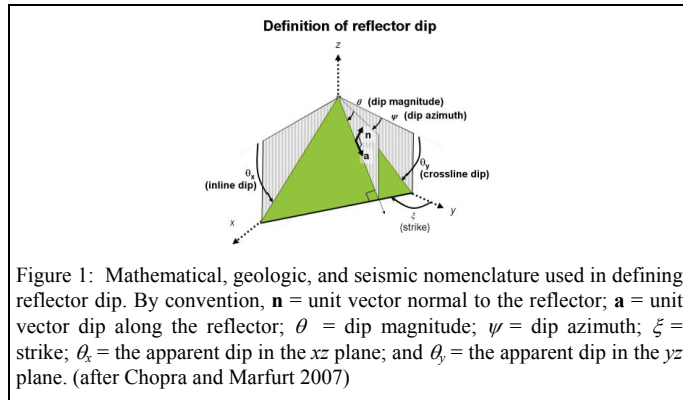 Definition of reflector dip
z
θ (dip magnitude)
ψ (dip azimuth)
n
a
θx
(inline dip)
θy
(crossline dip)
x
y
ξ
(strike)
Figure 1: Mathematical, geologic, and seismic nomenclature used in defining
reflector dip. By convention, n = unit vector normal to the reflector; a = unit
vector dip along the reflector; θ = dip magnitude; ψ = dip azimuth; ξ =
strike; θx = the apparent dip in the xz plane; and θy = the apparent dip in the yz
plane. (after Chopra and Marfurt 2007)